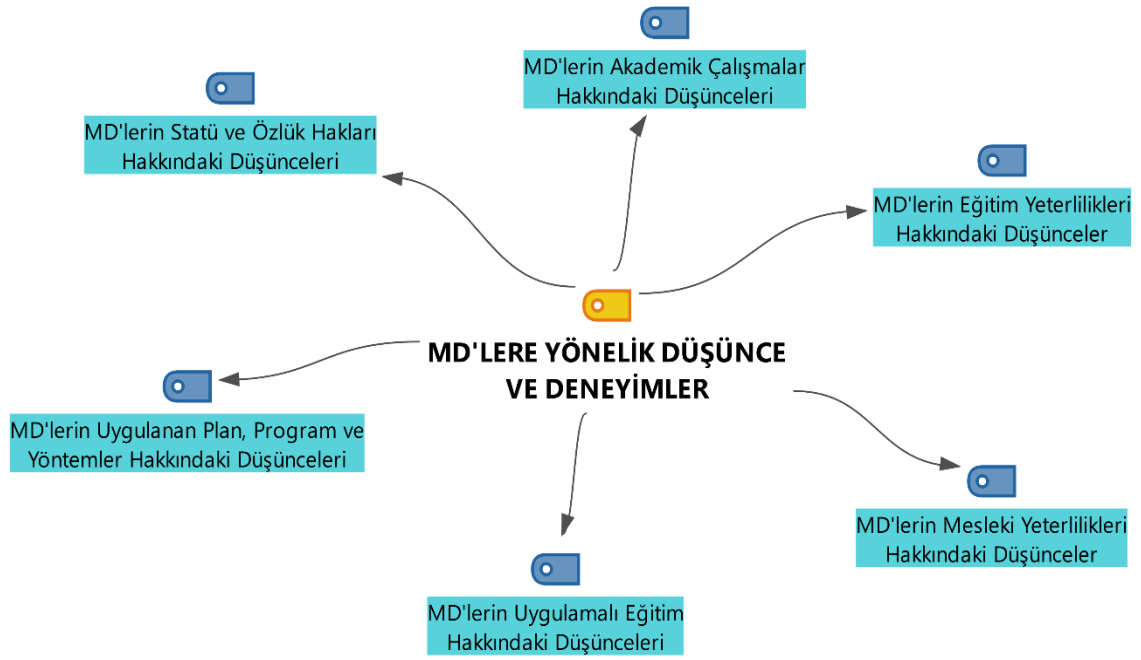 MD'lerin Akademik Çalışmalar
Hakkındaki Düşünceleri
MD'lerin Statü ve Özlük Hakları
Hakkındaki Düşünceleri
MD'lerin Eğitim Yeterlilikleri
Hakkındaki Düşünceler
MD'LERE YÖNELİK DÜŞÜNCE
VE DENEYİMLER
MD'lerin Uygulanan Plan, Program ve
Yöntemler Hakkındaki Düşünceleri
MD'lerin Mesleki Yeterlilikleri
Hakkındaki Düşünceler
MD'lerin Uygulamalı Eğitim
Hakkındaki Düşünceleri